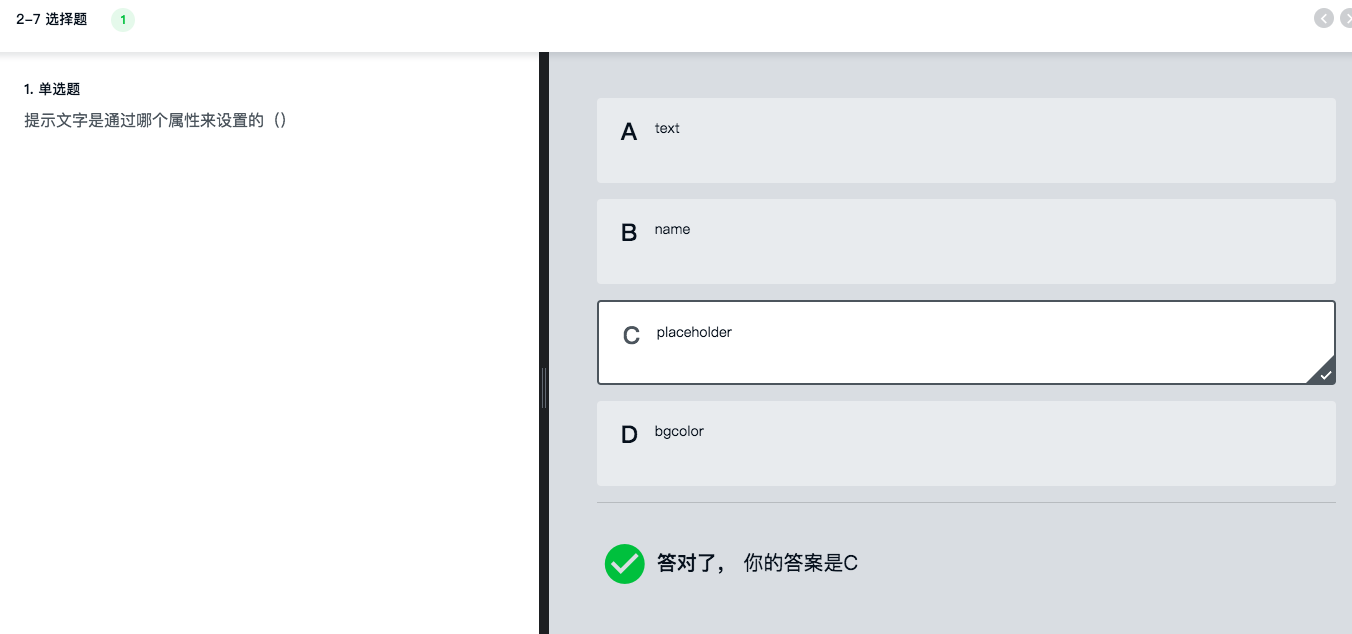 2-7 选择题 1
1. 单选题
提示文字是通过哪个属性来设置的（）
A text
B name
C placeholder
D bgcolor
答对了， 你的答案是C